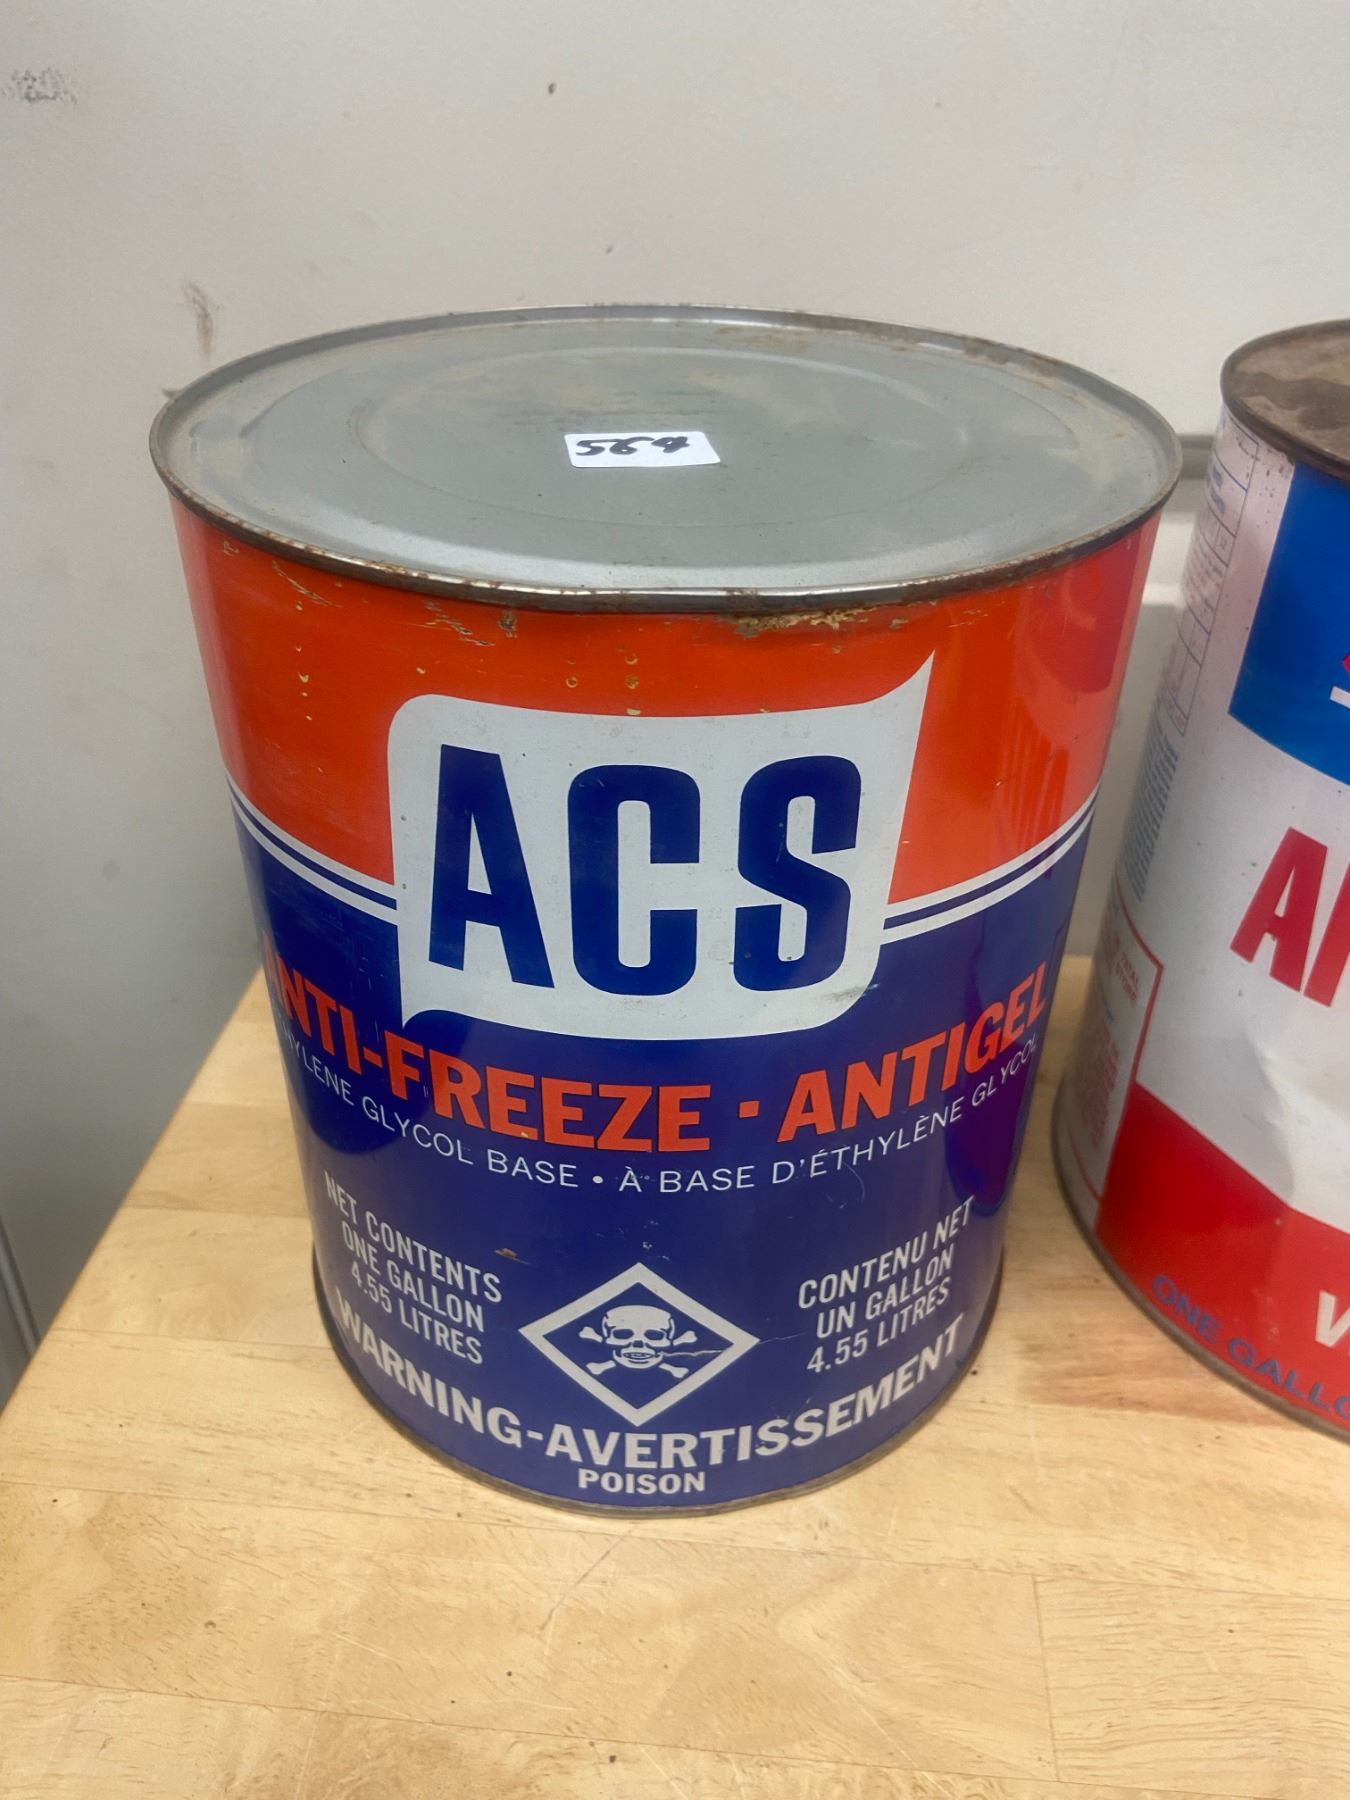 564
ACS
ANTI-FREEZE · ANTIGEL
ETHYLENE GLYCOL BASE • À BASE D'ÉTHYLÈNE GLYCOL
NET CONTENTS
ONE GALLON
4.55 LITRES
CONTENU NET
UN GALLON
4.55 LITRES
WARNING-AVERTISSEMENT
POISON
ONE GALLO